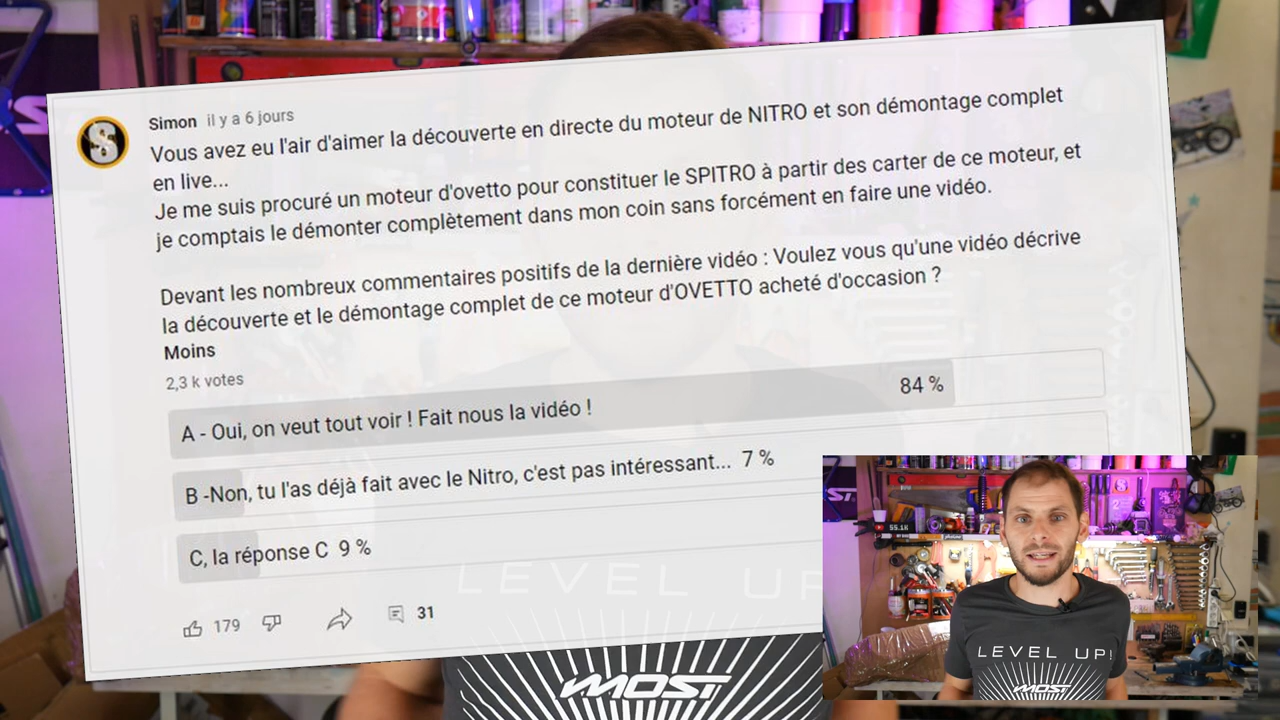 Simon il y a 6 jours
Vous avez eu l'air d'aimer la découverte en directe du moteur de NITRO et son démontage complet
en live...
Je me suis procuré un moteur d'ovetto pour constituer le SPITRO à partir des carter de ce moteur, et
je comptais le démonter complètement dans mon coin sans forcément en faire une vidéo.
Devant les nombreux commentaires positifs de la dernière vidéo : Voulez vous qu'une vidéo décrive
la découverte et le démontage complet de ce moteur d'OVETTO acheté d'occasion ?
Moins
2,3 k votes
A - Oui, on veut tout voir ! Fait nous la vidéo ! 84 %
B -Non, tu l'as déjà fait avec le Nitro, c'est pas intéressant... 7 %
C, la réponse C 9 %
179 31
LEVEL UP
MOST
55.1K
LEVEL UP!
MOST